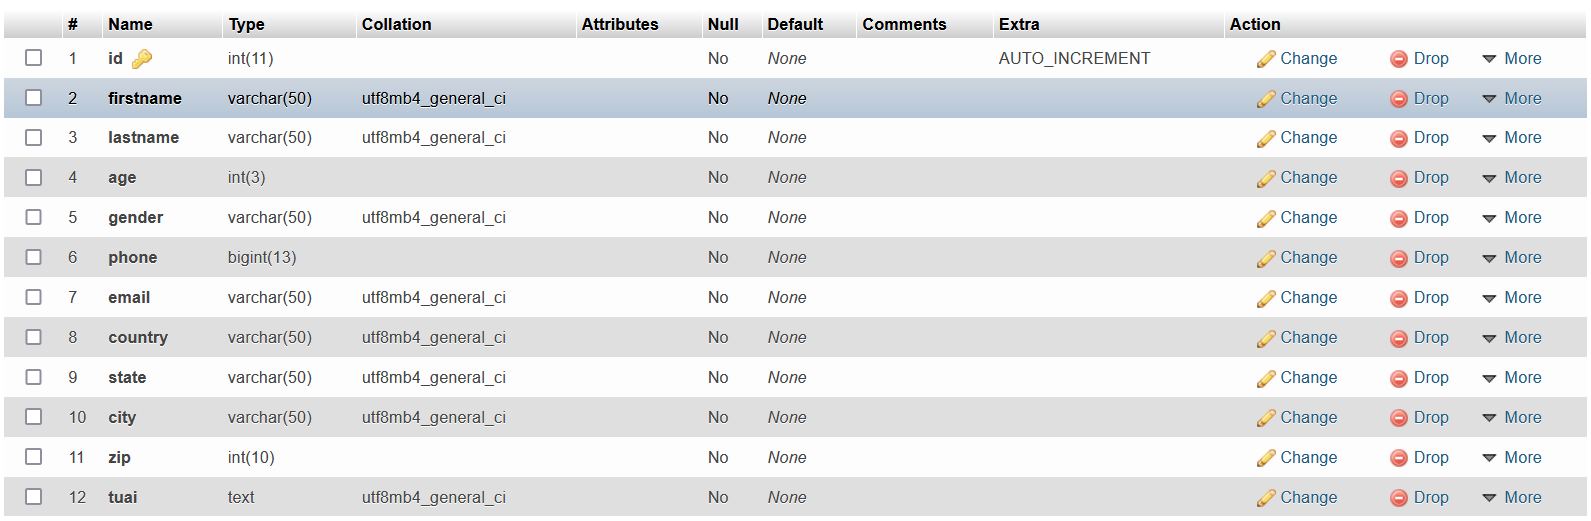 # Name Type Collation Attributes Null Default Comments Extra Action
1 id int(11) No None AUTO_INCREMENT Change Drop More
2 firstname varchar(50) utf8mb4_general_ci No None Change Drop More
3 lastname varchar(50) utf8mb4_general_ci No None Change Drop More
4 age int(3) No None Change Drop More
5 gender varchar(50) utf8mb4_general_ci No None Change Drop More
6 phone bigint(13) No None Change Drop More
7 email varchar(50) utf8mb4_general_ci No None Change Drop More
8 country varchar(50) utf8mb4_general_ci No None Change Drop More
9 state varchar(50) utf8mb4_general_ci No None Change Drop More
10 city varchar(50) utf8mb4_general_ci No None Change Drop More
11 zip int(10) No None Change Drop More
12 tuai text utf8mb4_general_ci No None Change Drop More